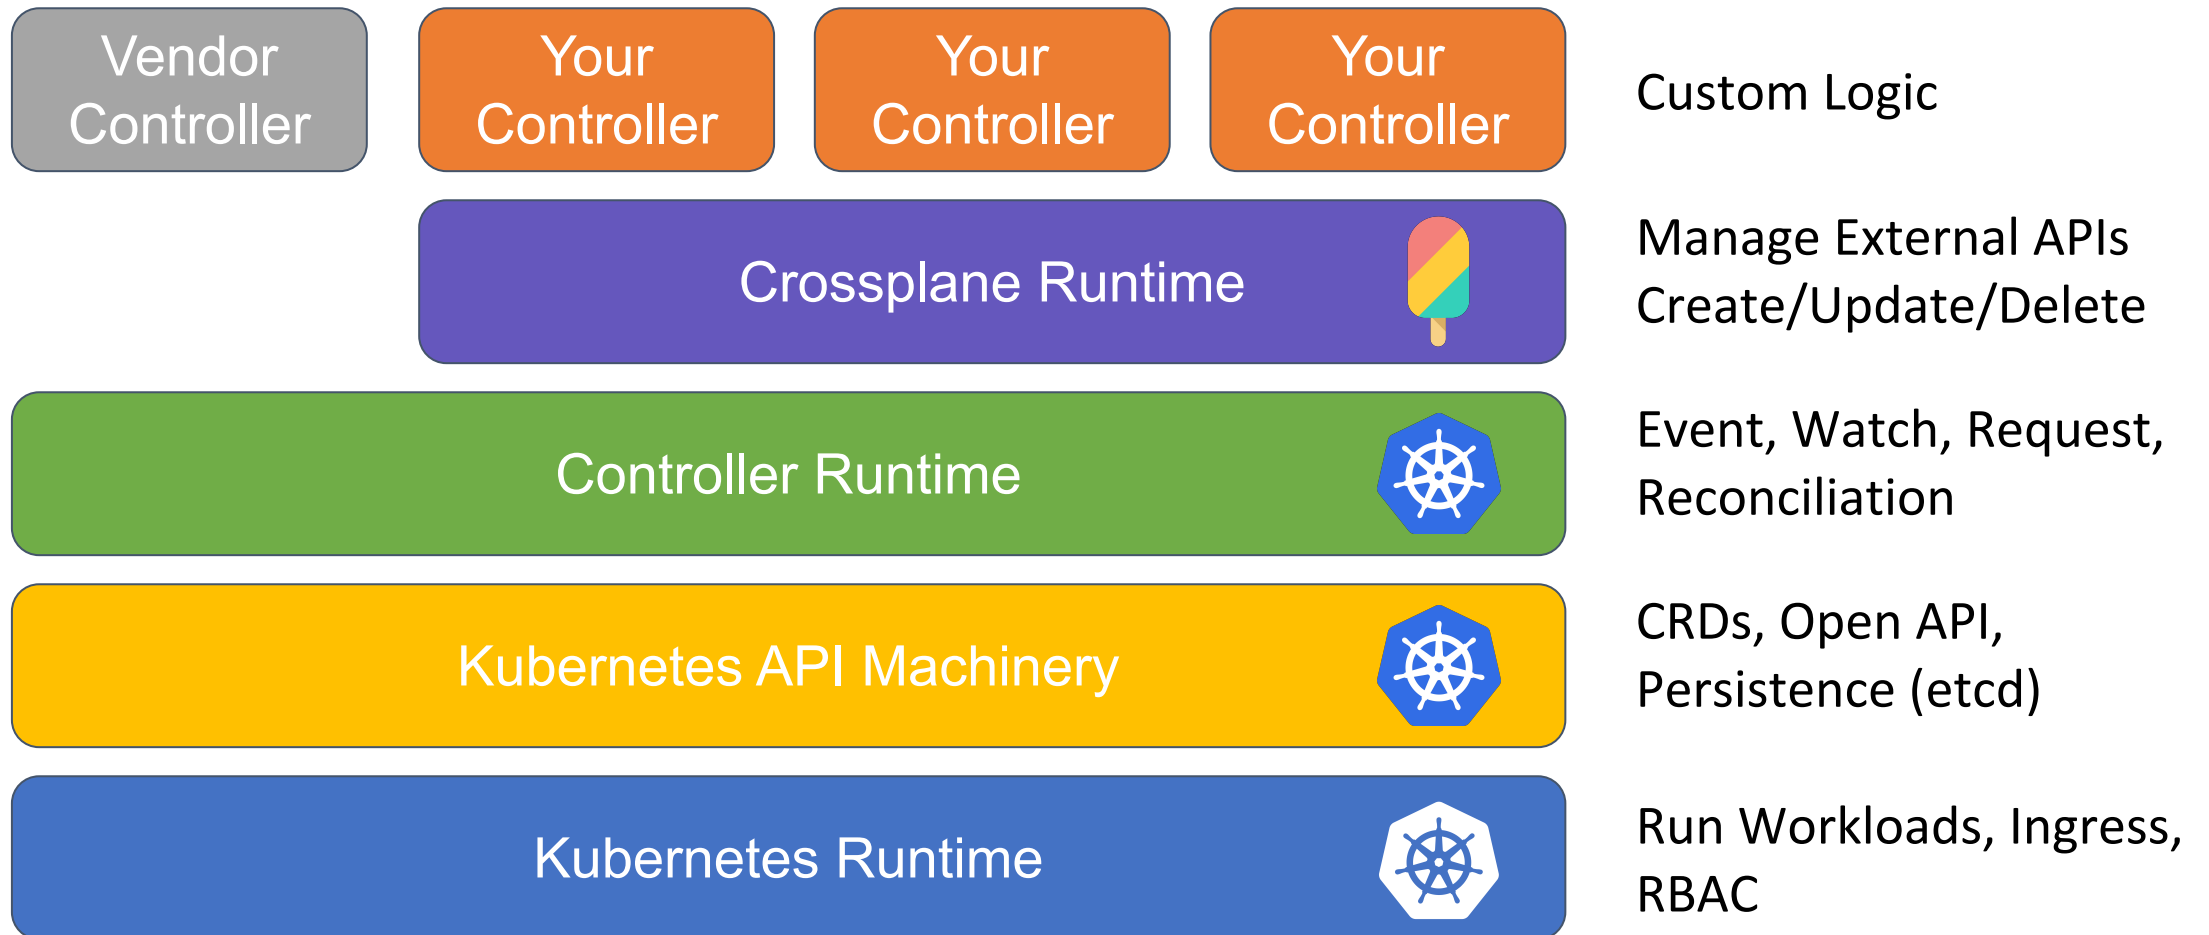 Vendor
Controller
Your
Controller
Your
Controller
Your
Controller
Custom Logic
Crossplane Runtime
Manage External APIs
Create/Update/Delete
Controller Runtime
Event, Watch, Request,
Reconciliation
Kubernetes API Machinery
CRDs, Open API,
Persistence (etcd)
Kubernetes Runtime
Run Workloads, Ingress,
RBAC